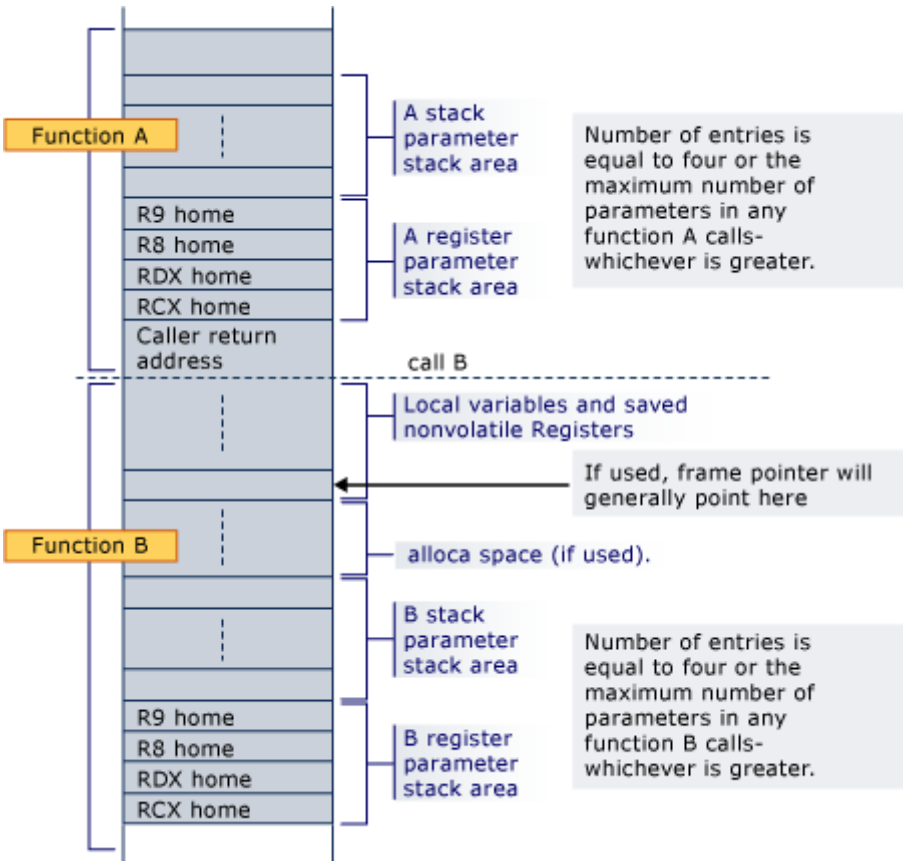 Function A
A stack
parameter
stack area
Number of entries is
equal to four or the
maximum number of
parameters in any
function A calls-
whichever is greater.
R9 home
R8 home
RDX home
RCX home
A register
parameter
stack area
Caller return
address
call B
Local variables and saved
nonvolatile Registers
If used, frame pointer will
generally point here
Function B
alloca space (if used).
B stack
parameter
stack area
Number of entries is
equal to four or the
maximum number of
parameters in any
function B calls-
whichever is greater.
R9 home
R8 home
RDX home
RCX home
B register
parameter
stack area